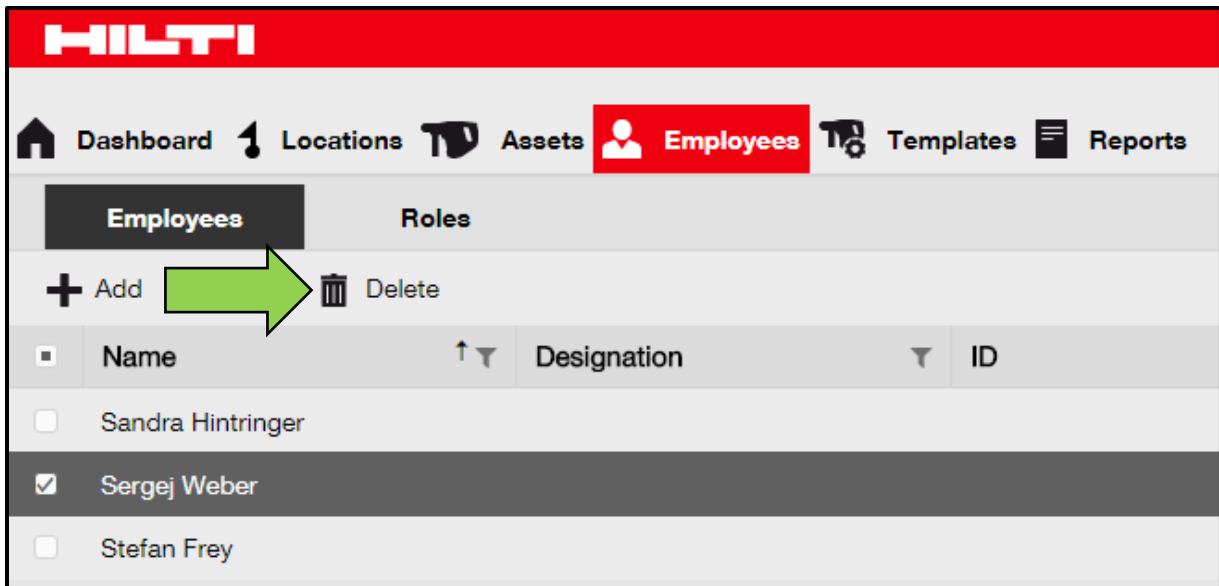 HILTI
Dashboard Locations Assets Employees Templates Reports
Employees Roles
Add Delete
Name Designation ID
Sandra Hintringer
Sergej Weber
Stefan Frey